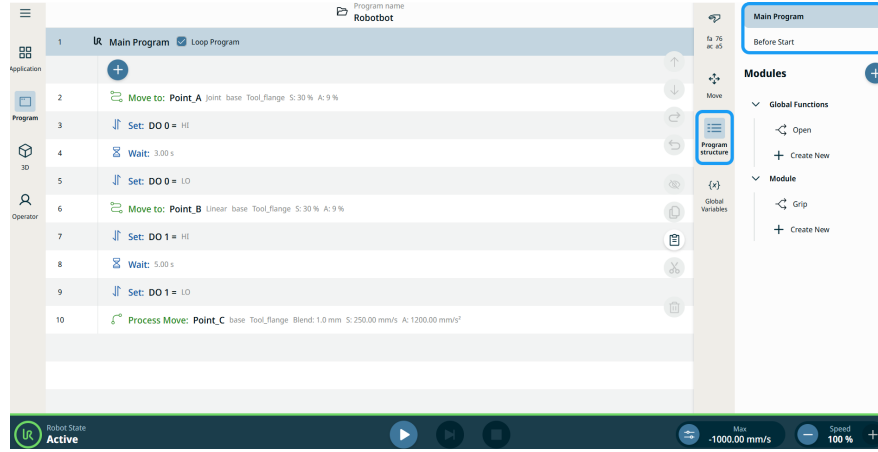 Program name
Robotbot
Application
Program
3D
Operator
1 Main Program Loop Program
2 Move to: Point_A Joint base Tool_flange S: 30 % A: 9 %
3 Set: DO 0 = HI
4 Wait: 3.00 s
5 Set: DO 0 = LO
6 Move to: Point_B Linear base Tool_flange S: 30 % A: 9 %
7 Set: DO 1 = HI
8 Wait: 5.00 s
9 Set: DO 1 = LO
10 Process Move: Point_C base Tool_flange Blend: 1.0 mm S: 250.00 mm/s A: 1200.00 mm/s²
fa 76
ac a5
Move
Program
structure
{x}
Global
Variables
Main Program
Before Start
Modules
Global Functions
Open
Create New
Module
Grip
Create New
Robot State
Active
Max
-1000.00 mm/s
Speed
100 %